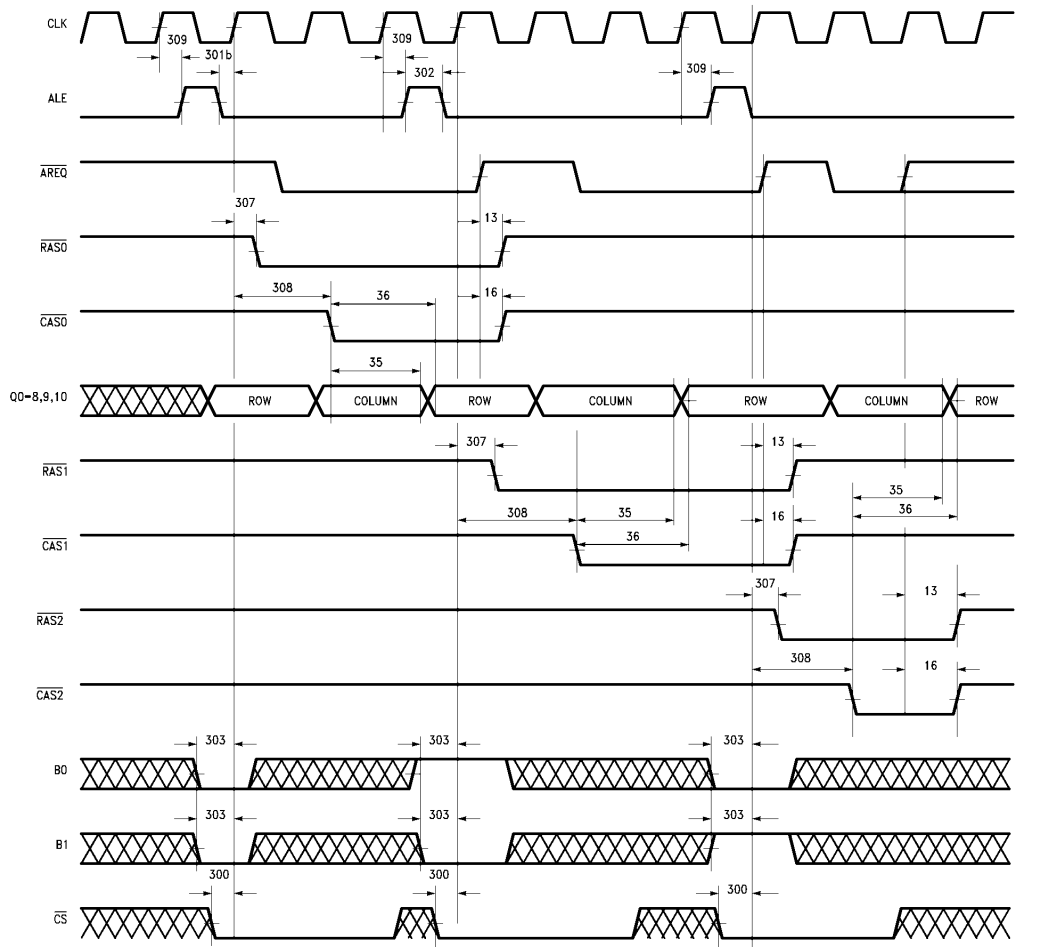 CLK
309
301b
309
309
302
ALE
AREQ
307
13
RAS0
308
36
16
CAS0
35
Q0-8,9,10
ROW
COLUMN
ROW
COLUMN
ROW
COLUMN
ROW
307
13
RAS1
35
308
35
16
36
36
CAS1
307
13
RAS2
308
16
CAS2
303
303
303
B0
303
303
303
B1
300
300
300
CS